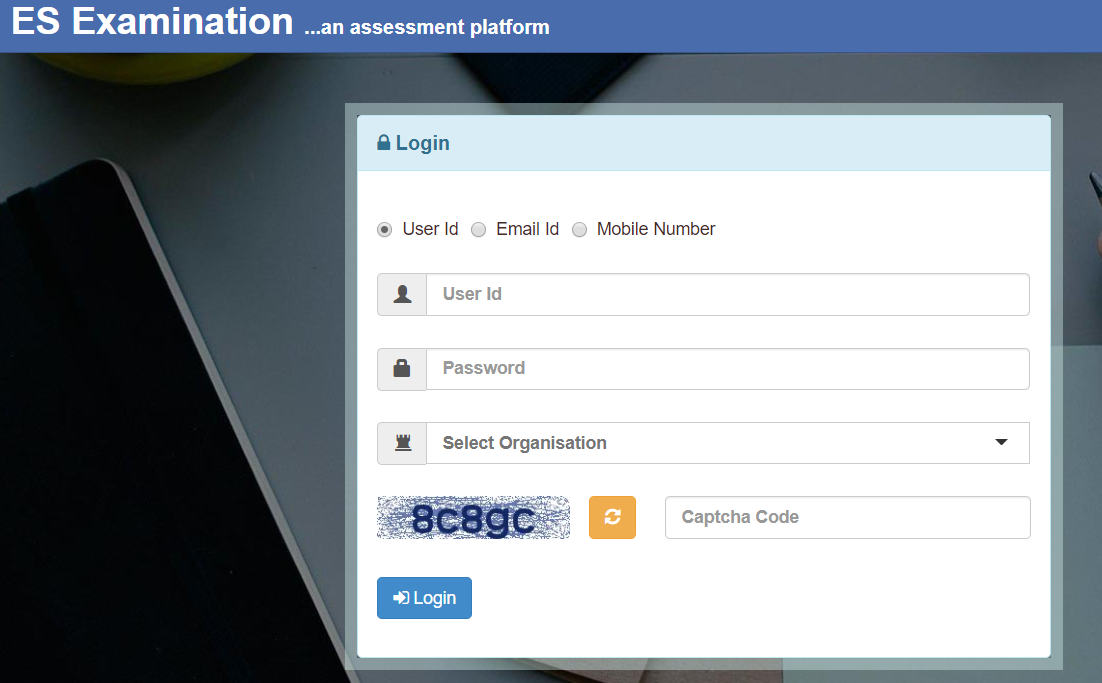 ES Examination ...an assessment platform
Login
User Id Email Id Mobile Number
User Id
Password
Select Organisation
8c8gc Captcha Code
Login